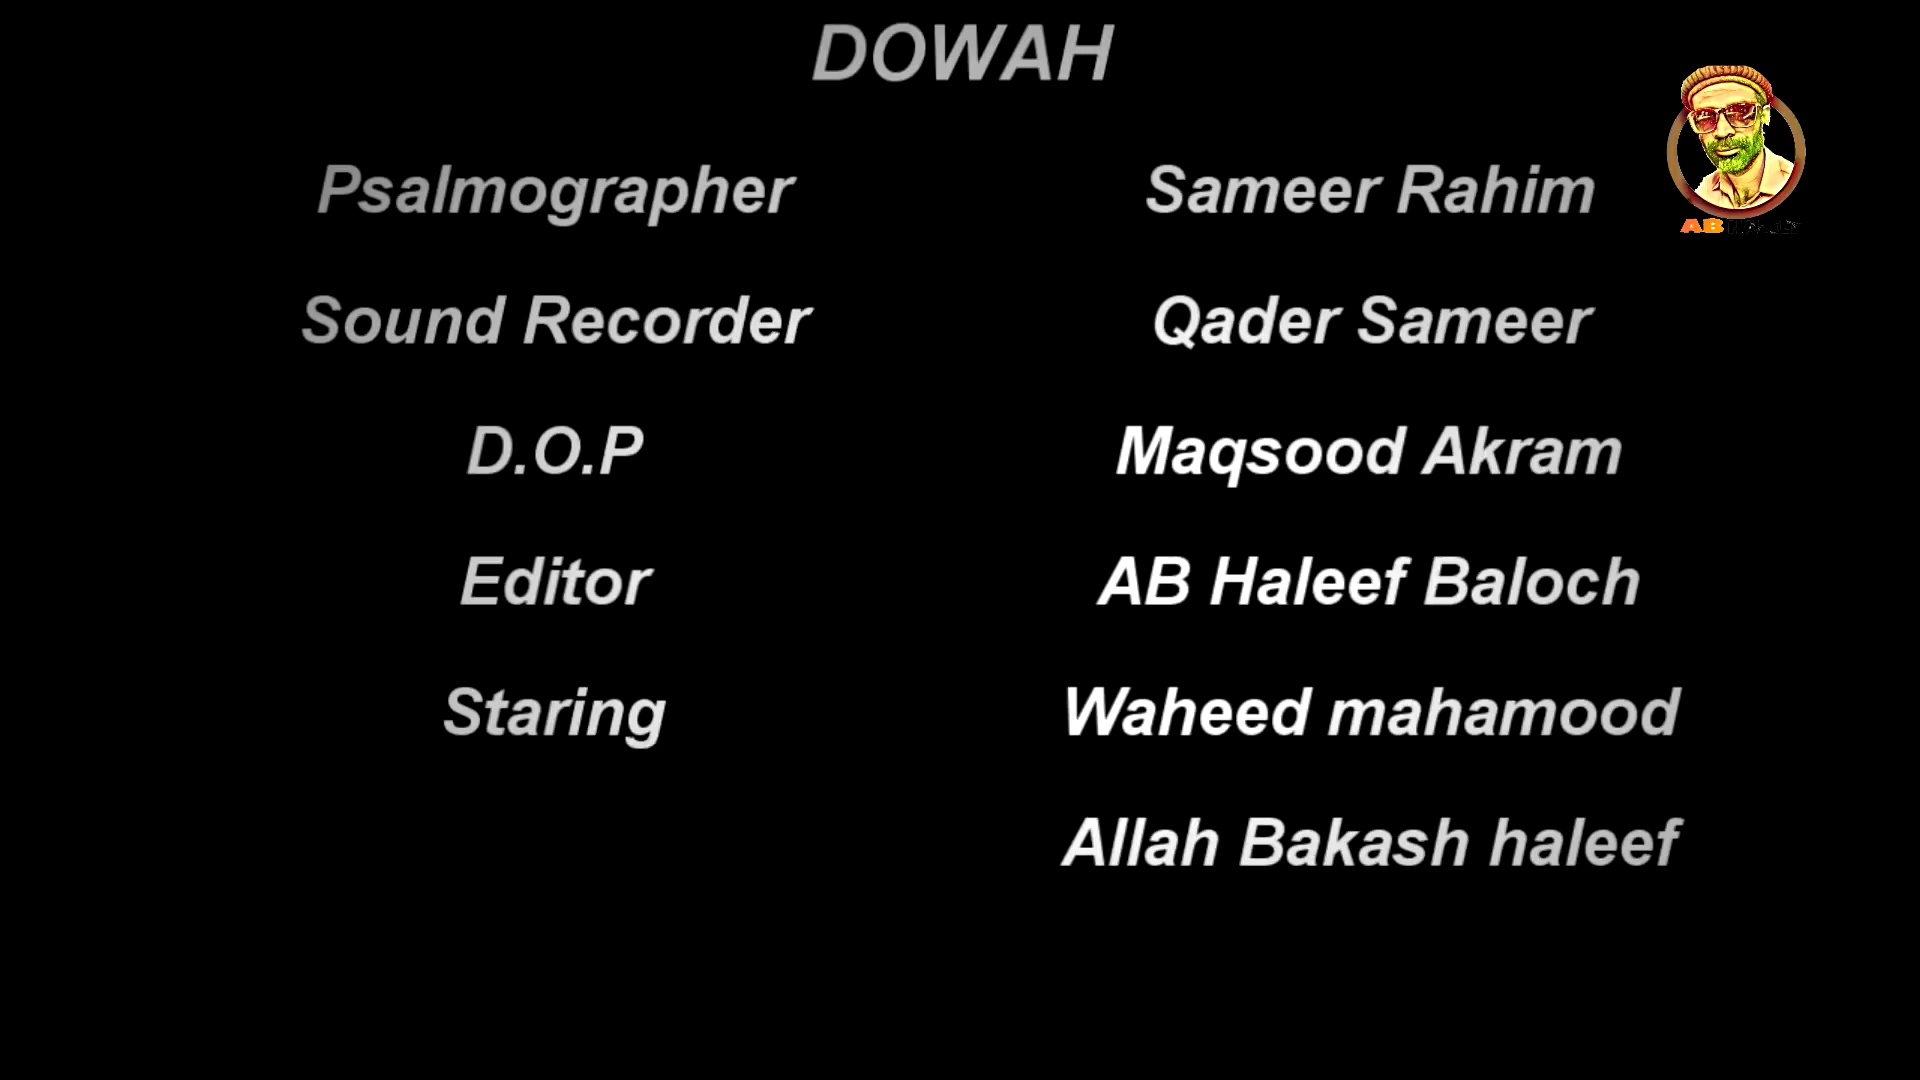 DOWAH
Psalmographer Sameer Rahim
Sound Recorder Qader Sameer
D.O.P Maqsood Akram
Editor AB Haleef Baloch
Staring Waheed mahamood
Allah Bakash haleef
AB